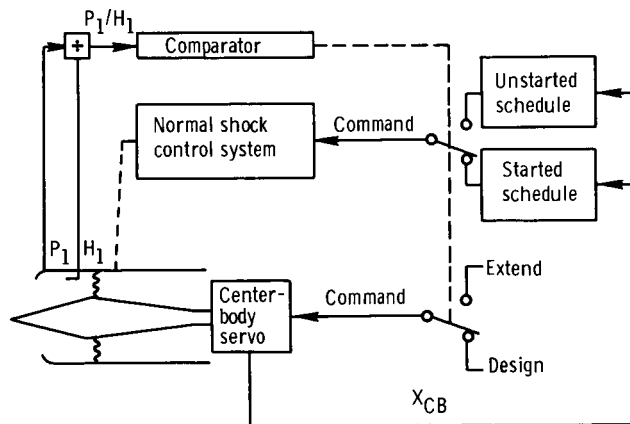 P₁/H₁
÷
Comparator
Unstarted
schedule
Normal shock
control system
Command
Started
schedule
P₁ H₁
Extend
Center-
body
servo
Command
Design
X_CB